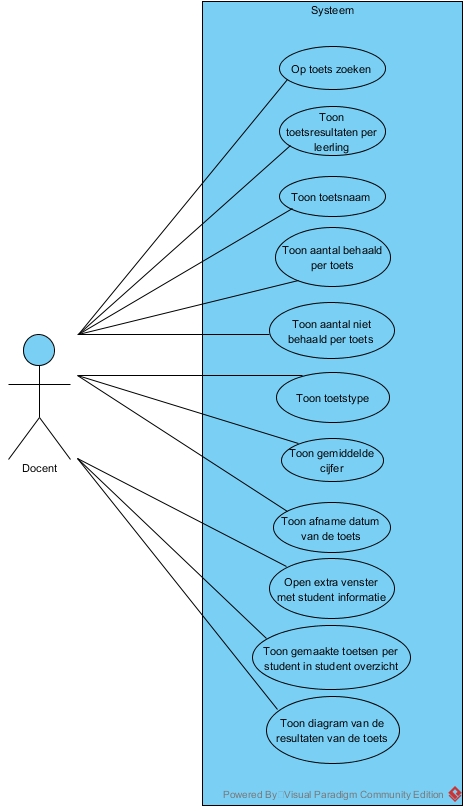 Systeem
Op toets zoeken
Toon
toetsresultaten per
leerling
Toon toetsnaam
Toon aantal behaald
per toets
Toon aantal niet
behaald per toets
Toon toetstype
Toon gemiddelde
cijfer
Docent
Toon afname datum
van de toets
Open extra venster
met student informatie
Toon gemaakte toetsen per
student in student overzicht
Toon diagram van de
resultaten van de toets
Powered By Visual Paradigm Community Edition